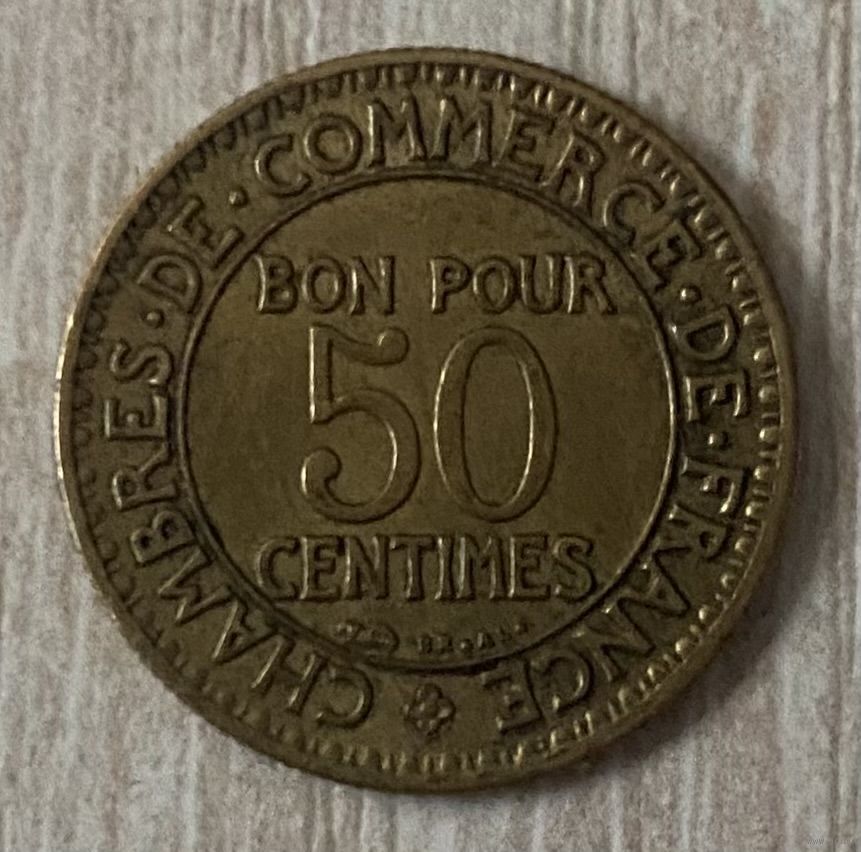 CHAMBRES·DE·COMMERCE·DE·FRANCE
BON POUR
50
CENTIMES